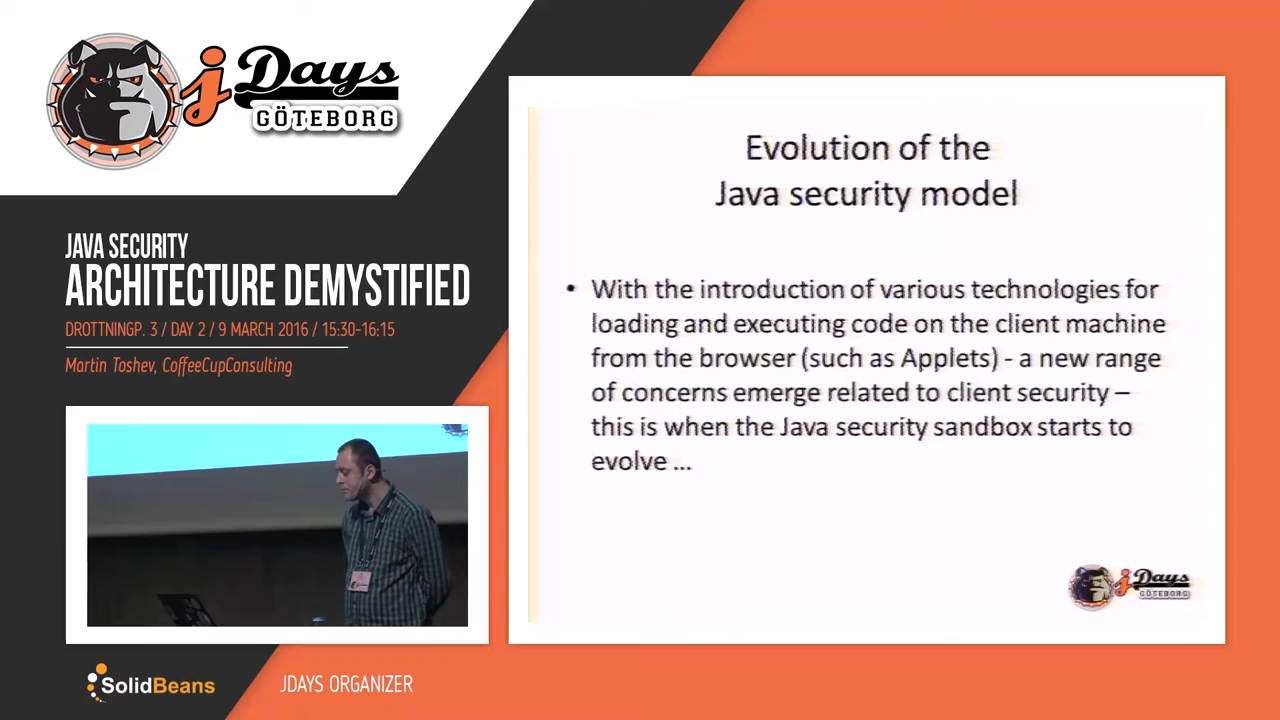 jDays
GÖTEBORG
JAVA SECURITY
ARCHITECTURE DEMYSTIFIED
DROTTNINGP. 3 / DAY 2 / 9 MARCH 2016 / 15:30-16:15
Martin Toshev, CoffeeCupConsulting
Evolution of the
Java security model
• With the introduction of various technologies for
loading and executing code on the client machine
from the browser (such as Applets) - a new range
of concerns emerge related to client security –
this is when the Java security sandbox starts to
evolve ...
jDays
GÖTEBORG
SolidBeans
JDAYS ORGANIZER